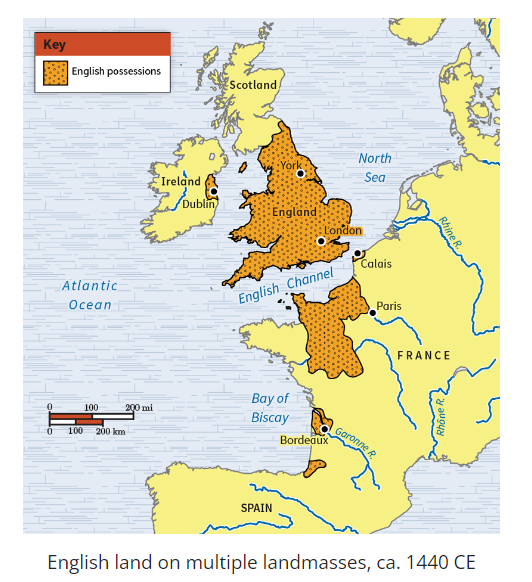 Key
English possessions
Scotland
North
Sea
York
Ireland
Dublin
England
London
Rhine R.
Calais
English Channel
Atlantic
Ocean
Paris
FRANCE
Bay of
Biscay
0 100 200 mi
0 100 200 km
Rhône R.
Bordeaux
Garonne R.
SPAIN
English land on multiple landmasses, ca. 1440 CE